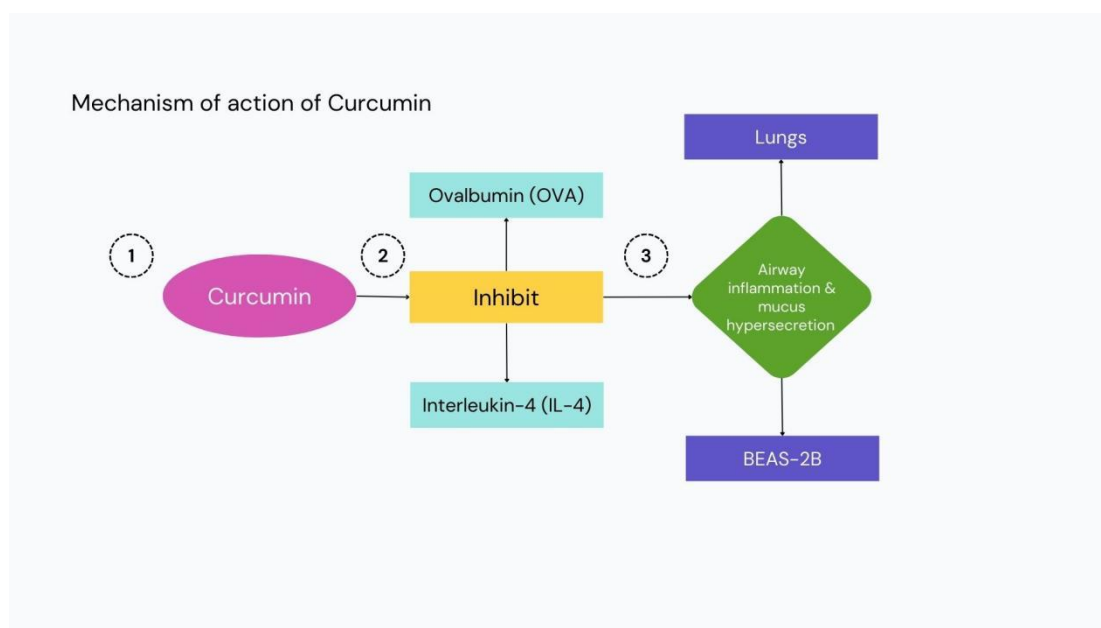 Mechanism of action of Curcumin
Lungs
Ovalbumin (OVA)
1
2
3
Curcumin
Inhibit
Airway
inflammation &
mucus
hypersecretion
Interleukin-4 (IL-4)
BEAS-2B